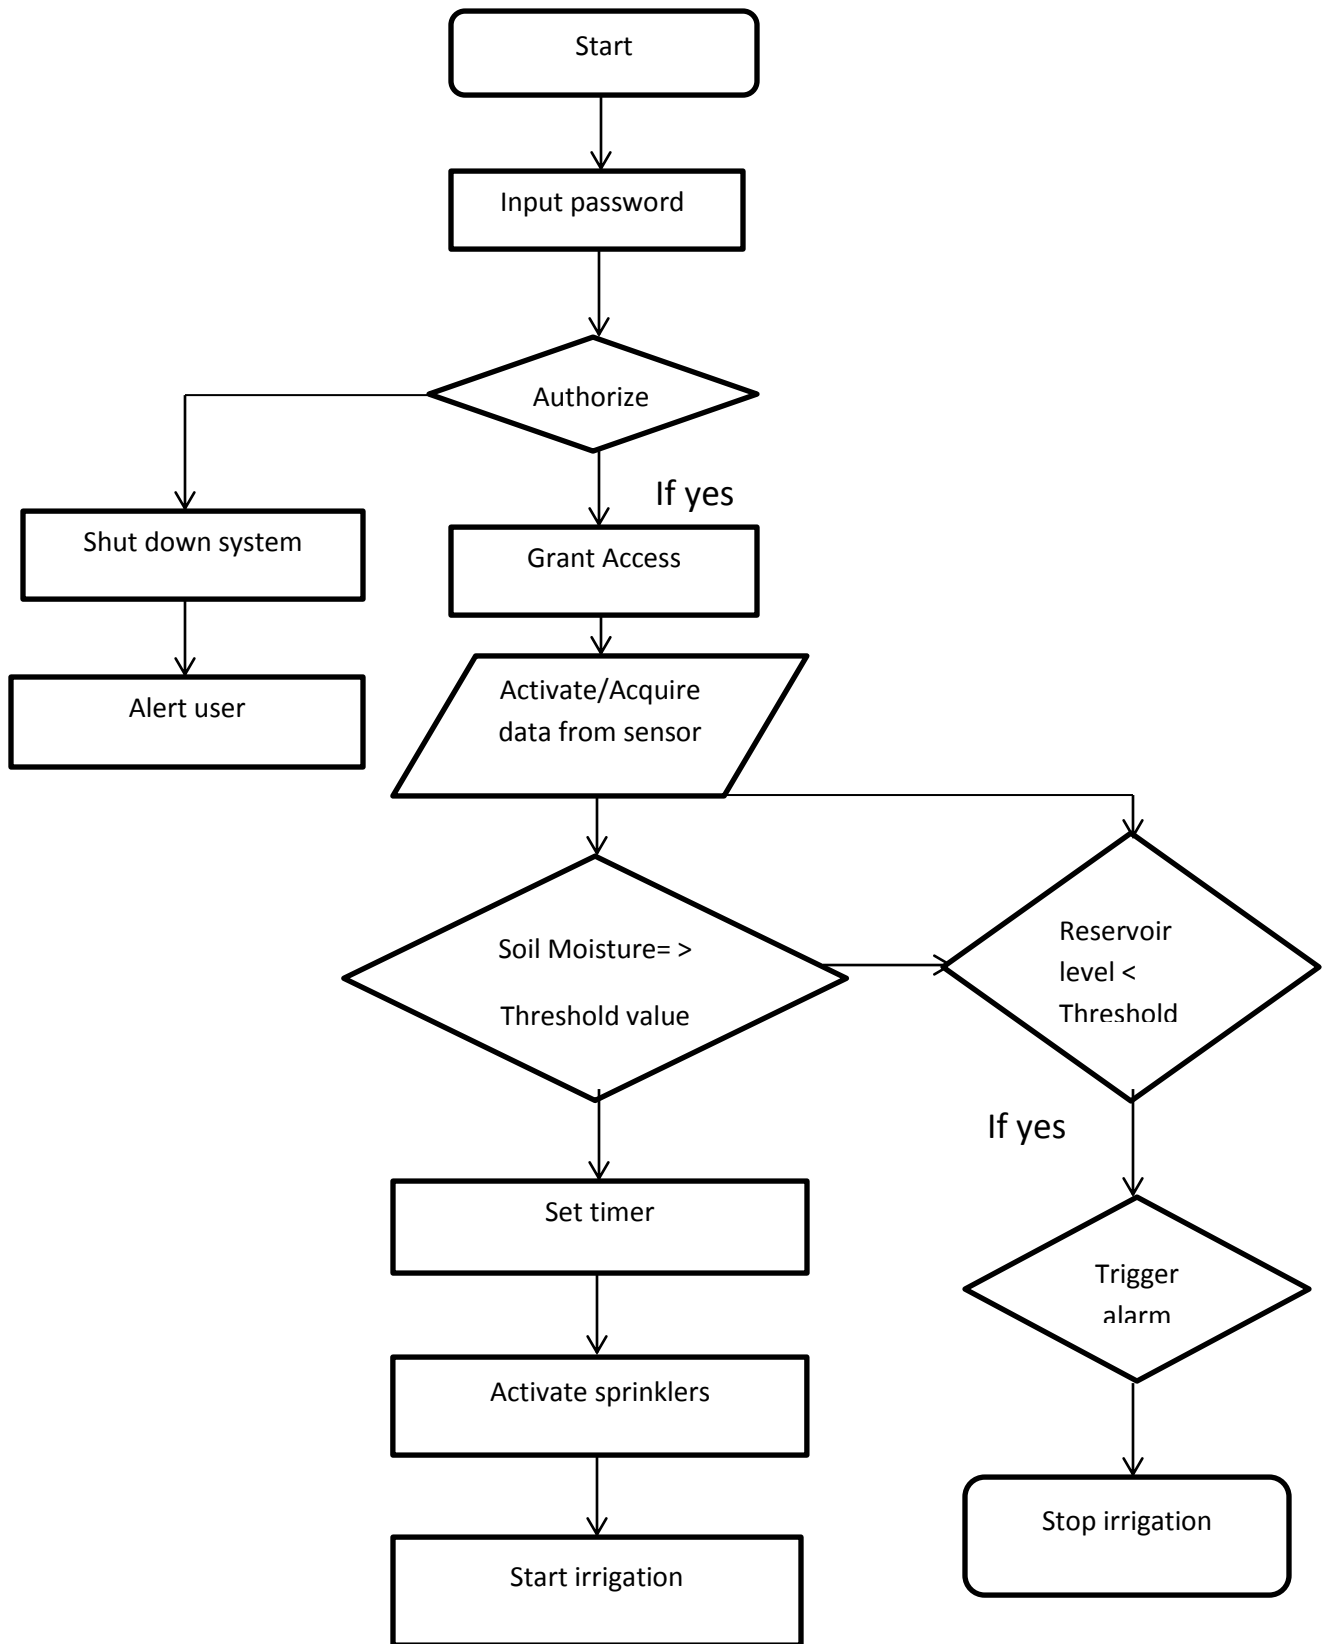 Start
Input password
Authorize
If yes
Shut down system
Grant Access
Alert user
Activate/Acquire
data from sensor
Soil Moisture= >
Threshold value
Reservoir
level <
Threshold
If yes
Set timer
Trigger
alarm
Activate sprinklers
Stop irrigation
Start irrigation